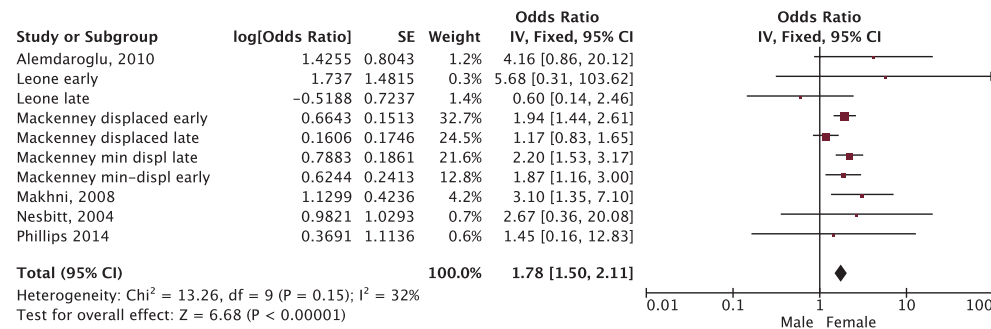 Odds Ratio Odds Ratio
Study or Subgroup log[Odds Ratio] SE Weight IV, Fixed, 95% CI IV, Fixed, 95% CI
Alemdaroglu, 2010 1.4255 0.8043 1.2% 4.16 [0.86, 20.12]
Leone early 1.737 1.4815 0.3% 5.68 [0.31, 103.62]
Leone late −0.5188 0.7237 1.4% 0.60 [0.14, 2.46]
Mackenney displaced early 0.6643 0.1513 32.7% 1.94 [1.44, 2.61]
Mackenney displaced late 0.1606 0.1746 24.5% 1.17 [0.83, 1.65]
Mackenney min displ late 0.7883 0.1861 21.6% 2.20 [1.53, 3.17]
Mackenney min-displ early 0.6244 0.2413 12.8% 1.87 [1.16, 3.00]
Makhni, 2008 1.1299 0.4236 4.2% 3.10 [1.35, 7.10]
Nesbitt, 2004 0.9821 1.0293 0.7% 2.67 [0.36, 20.08]
Phillips 2014 0.3691 1.1136 0.6% 1.45 [0.16, 12.83]
Total (95% CI) 100.0% 1.78 [1.50, 2.11]
Heterogeneity: Chi² = 13.26, df = 9 (P = 0.15); I² = 32%
Test for overall effect: Z = 6.68 (P < 0.00001)
0.01 0.1 1 10 100
Male Female